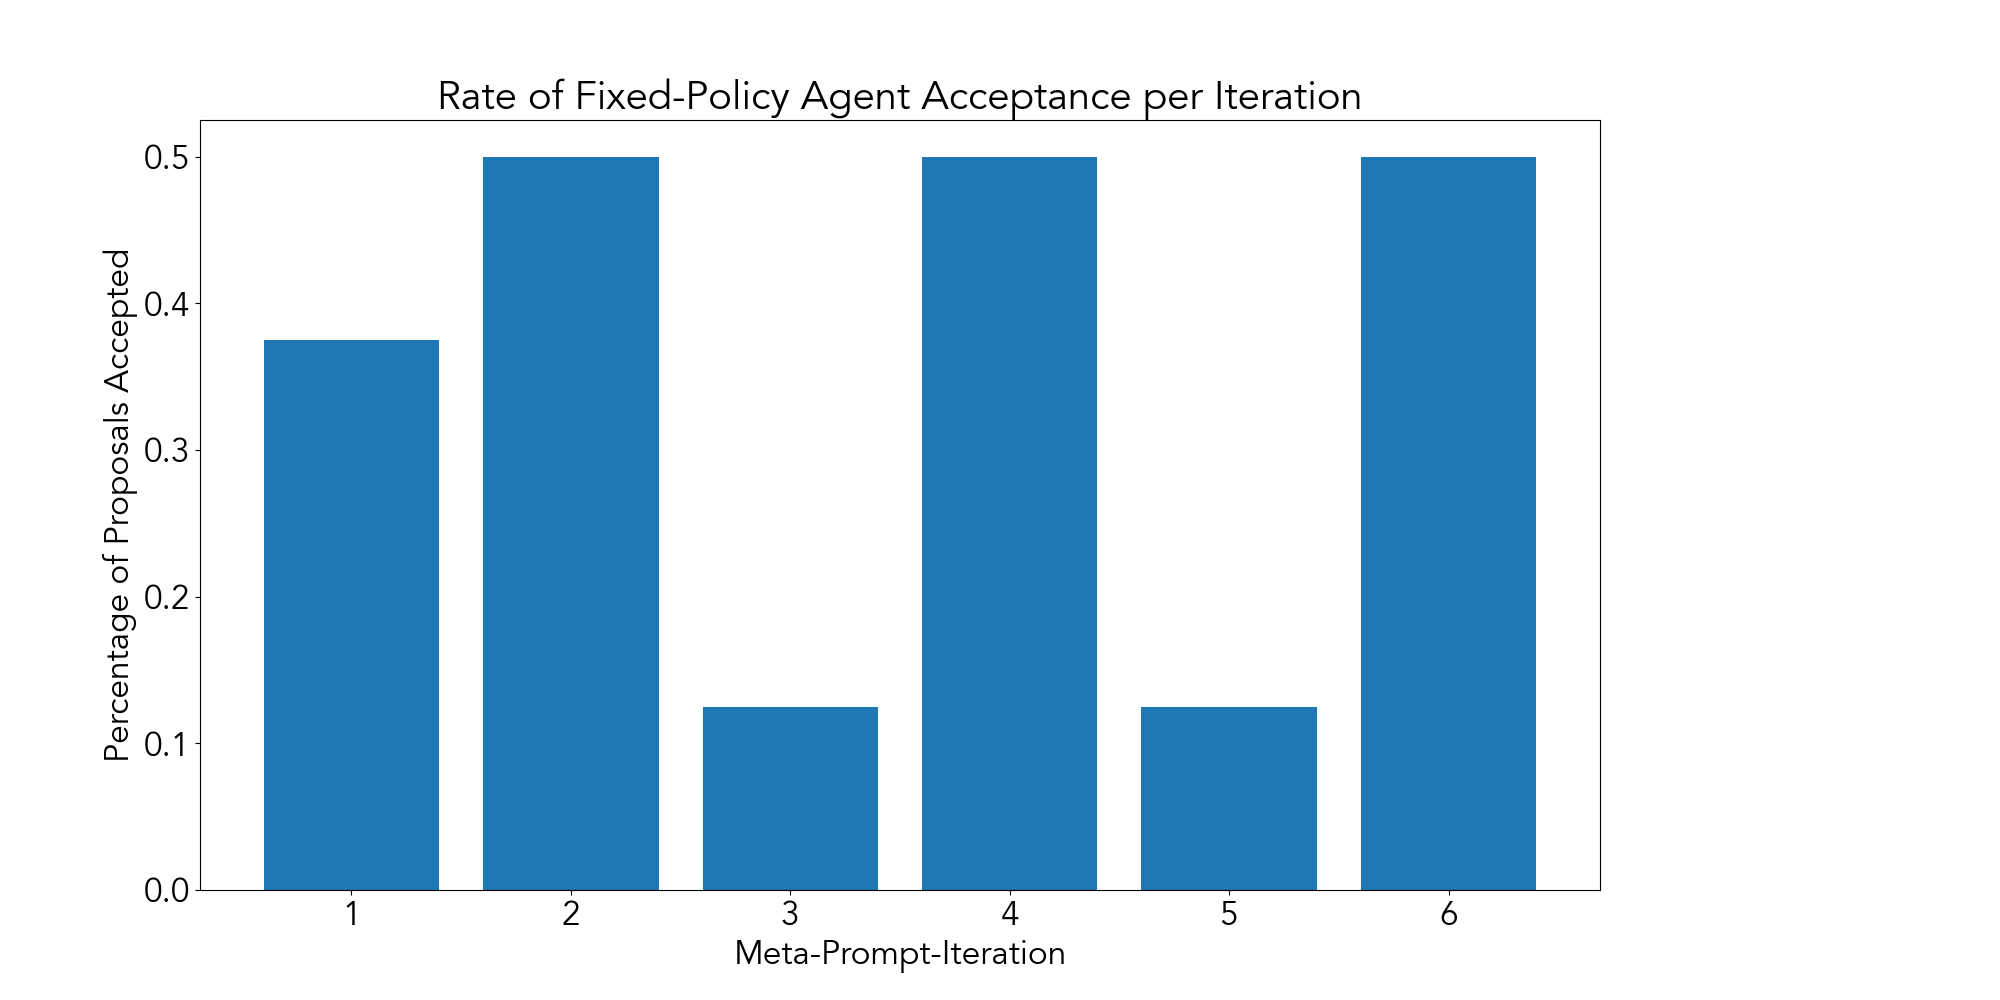 Rate of Fixed-Policy Agent Acceptance per Iteration
Percentage of Proposals Accepted
0.5
0.4
0.3
0.2
0.1
0.0
1 2 3 4 5 6
Meta-Prompt-Iteration